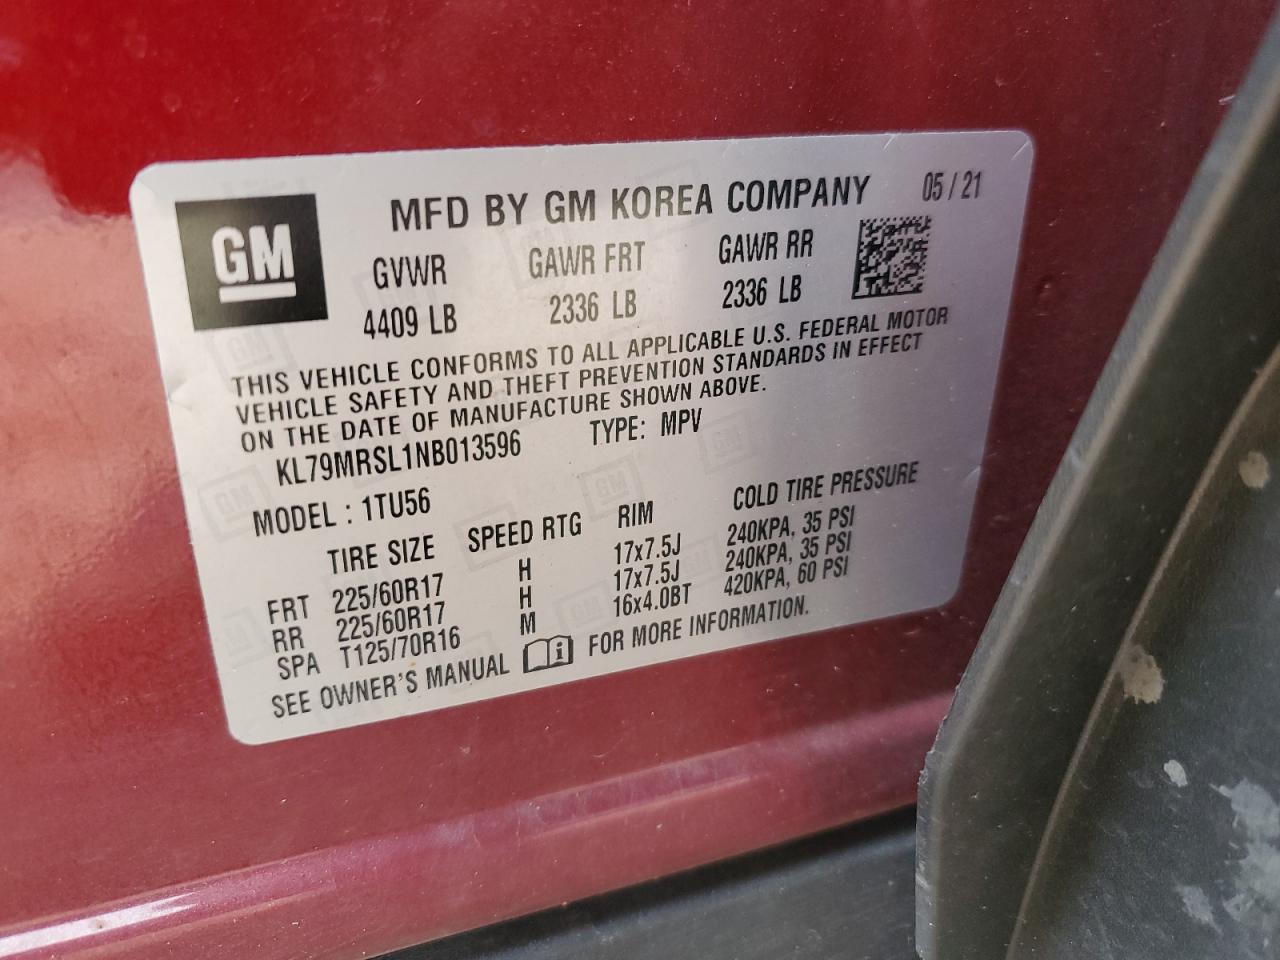 GM
MFD BY GM KOREA COMPANY 05 / 21
GVWR GAWR FRT GAWR RR
4409 LB 2336 LB 2336 LB
THIS VEHICLE CONFORMS TO ALL APPLICABLE U.S. FEDERAL MOTOR
VEHICLE SAFETY AND THEFT PREVENTION STANDARDS IN EFFECT
ON THE DATE OF MANUFACTURE SHOWN ABOVE.
KL79MRSL1NB013596 TYPE: MPV
MODEL : 1TU56
TIRE SIZE SPEED RTG RIM COLD TIRE PRESSURE
FRT 225/60R17 H 17x7.5J 240KPA, 35 PSI
RR 225/60R17 H 17x7.5J 240KPA, 35 PSI
SPA T125/70R16 M 16x4.0BT 420KPA, 60 PSI
SEE OWNER'S MANUAL i FOR MORE INFORMATION.